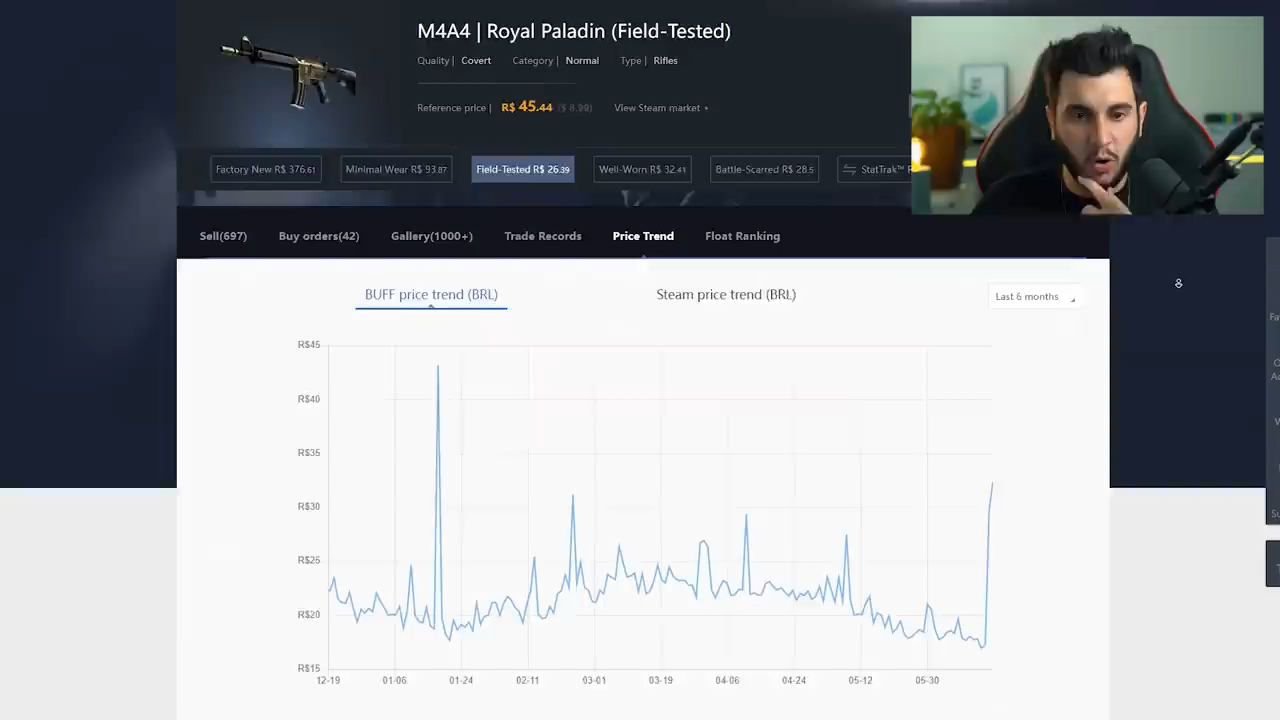 M4A4 | Royal Paladin (Field-Tested)
Quality | Covert Category | Normal Type | Rifles
Reference price | R$ 45.44 ($ 8.99) View Steam market
Factory New R$ 376.61 Minimal Wear R$ 93.87 Field-Tested R$ 26.39 Well-Worn R$ 32.41 Battle-Scarred R$ 28.5 StatTrak™
Sell(697) Buy orders(42) Gallery(1000+) Trade Records Price Trend Float Ranking
BUFF price trend (BRL) Steam price trend (BRL) Last 6 months
R$45
R$40
R$35
R$30
R$25
R$20
R$15
12-19 01-06 01-24 02-11 03-01 03-19 04-06 04-24 05-12 05-30